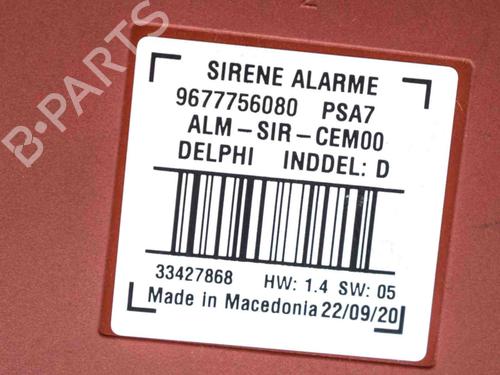 SIRENE ALARME
9677756080 PSA7
ALM-SIR-CEM00
DELPHI INDDEL: D
33427868 HW: 1.4 SW: 05
Made in Macedonia 22/09/20
B-PARTS